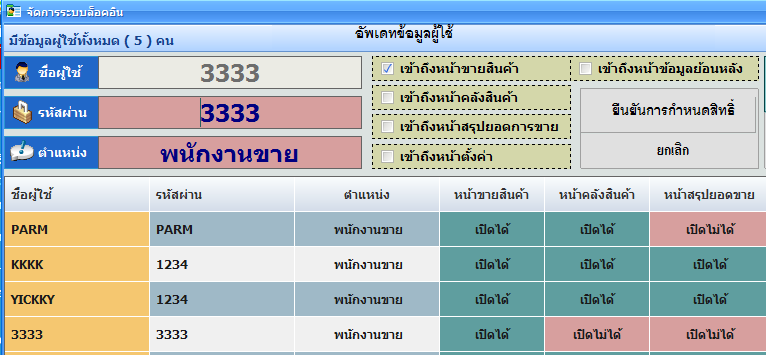 จัดการระบบล็อคอิน
มีข้อมูลผู้ใช้ทั้งหมด ( 5 ) คน
อัพเดทข้อมูลผู้ใช้
ชื่อผู้ใช้ 3333
เข้าถึงหน้าขายสินค้า เข้าถึงหน้าข้อมูลย้อนหลัง
เข้าถึงหน้าคลังสินค้า
รหัสผ่าน 3333
ยืนยันการกำหนดสิทธิ์
เข้าถึงหน้าสรุปยอดการขาย
ตำแหน่ง พนักงานขาย
เข้าถึงหน้าตั้งค่า
ยกเลิก
ชื่อผู้ใช้ รหัสผ่าน ตำแหน่ง หน้าขายสินค้า หน้าคลังสินค้า หน้าสรุปยอดขาย
PARM PARM พนักงานขาย เปิดได้ เปิดได้ เปิดไม่ได้
KKKK 1234 พนักงานขาย เปิดได้ เปิดได้ เปิดได้
YICKKY 1234 พนักงานขาย เปิดได้ เปิดได้ เปิดได้
3333 3333 พนักงานขาย เปิดได้ เปิดไม่ได้ เปิดไม่ได้